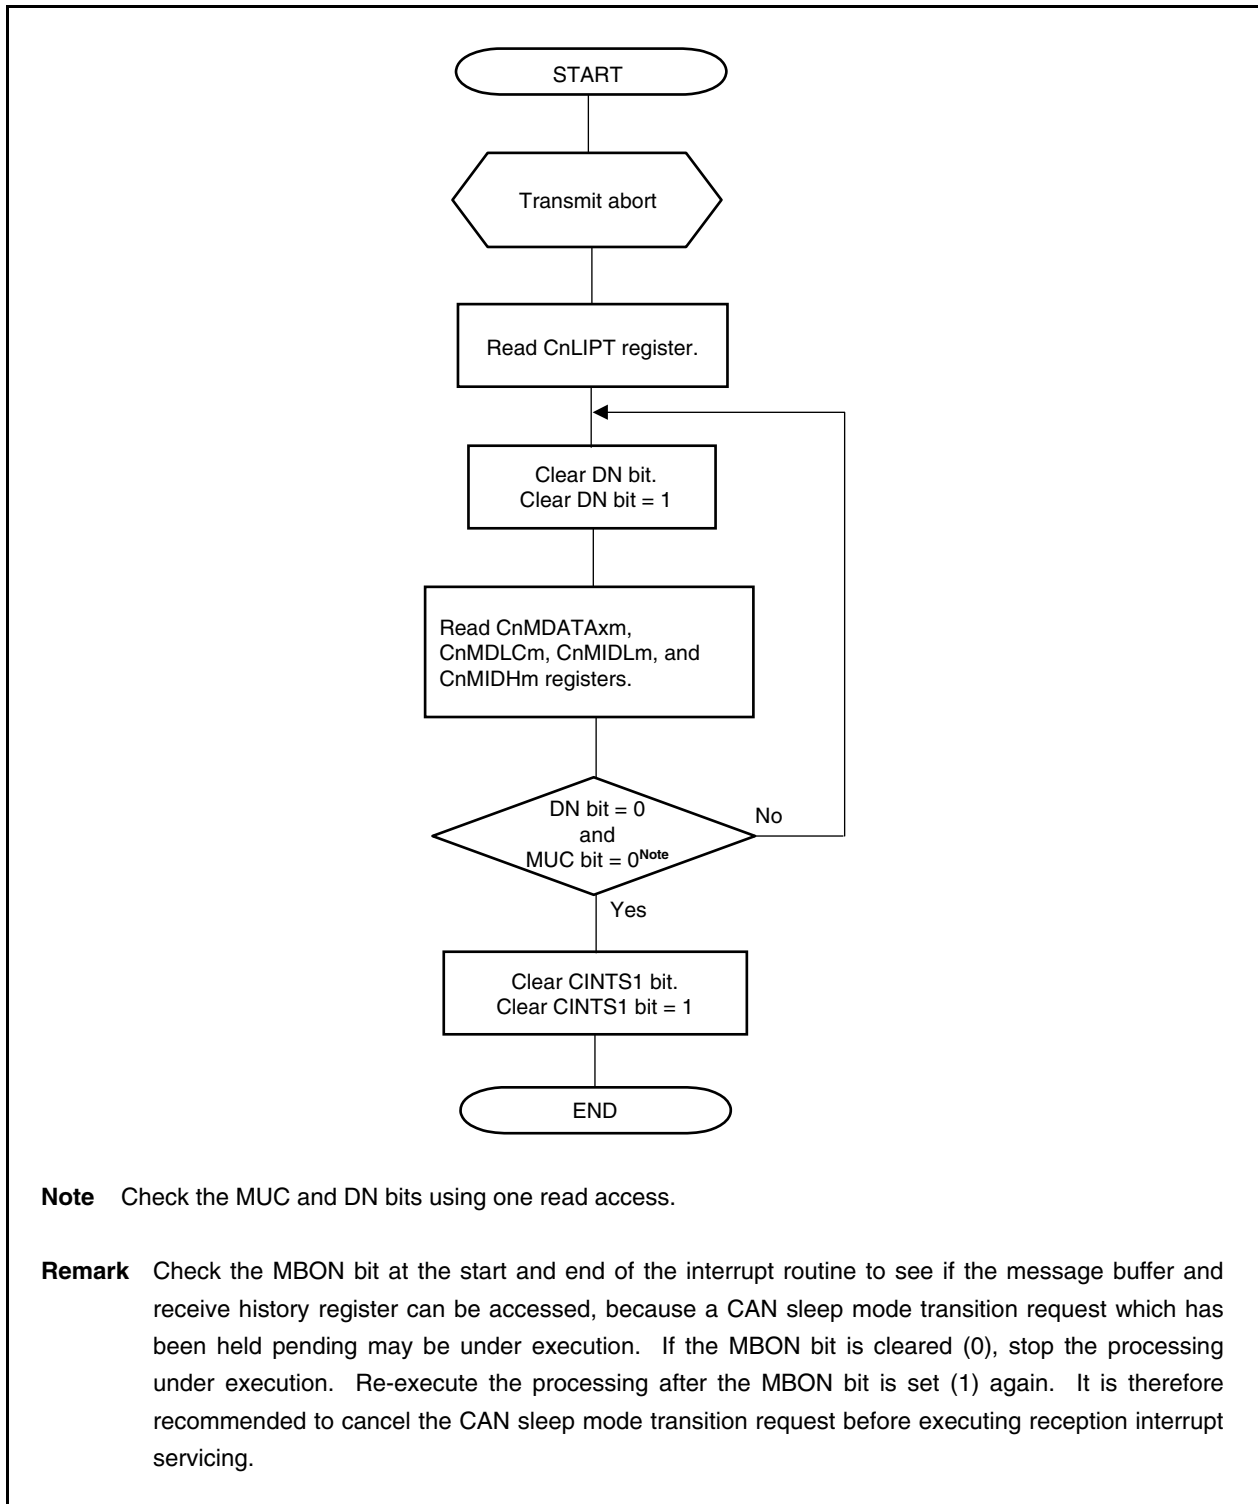 START
Transmit abort
Read CnLIPT register.
Clear DN bit.
Clear DN bit = 1
Read CnMDATAxm,
CnMDLCm, CnMIDLm, and
CnMIDHm registers.
DN bit = 0
and
MUC bit = 0Note
No
Yes
Clear CINTS1 bit.
Clear CINTS1 bit = 1
END
Note Check the MUC and DN bits using one read access.
Remark Check the MBON bit at the start and end of the interrupt routine to see if the message buffer and
receive history register can be accessed, because a CAN sleep mode transition request which has
been held pending may be under execution. If the MBON bit is cleared (0), stop the processing
under execution. Re-execute the processing after the MBON bit is set (1) again. It is therefore
recommended to cancel the CAN sleep mode transition request before executing reception interrupt
servicing.